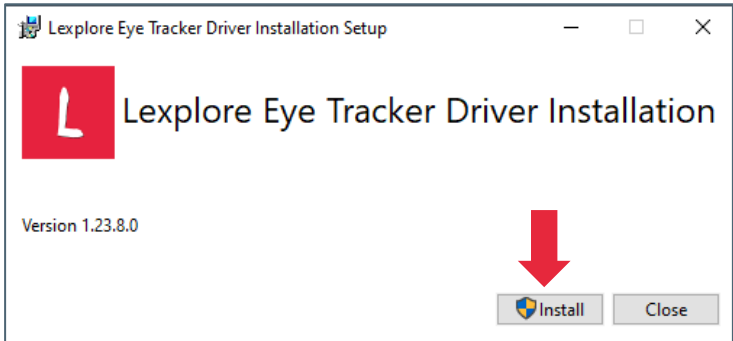 Lexplore Eye Tracker Driver Installation Setup
L
Lexplore Eye Tracker Driver Installation
Version 1.23.8.0
Install Close